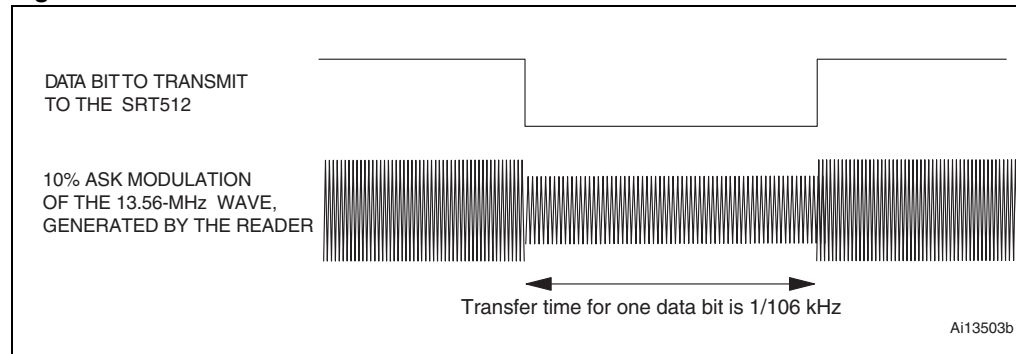 DATA BIT TO TRANSMIT
TO THE SRT512
10% ASK MODULATION
OF THE 13.56-MHz WAVE,
GENERATED BY THE READER
Transfer time for one data bit is 1/106 kHz
Ai13503b